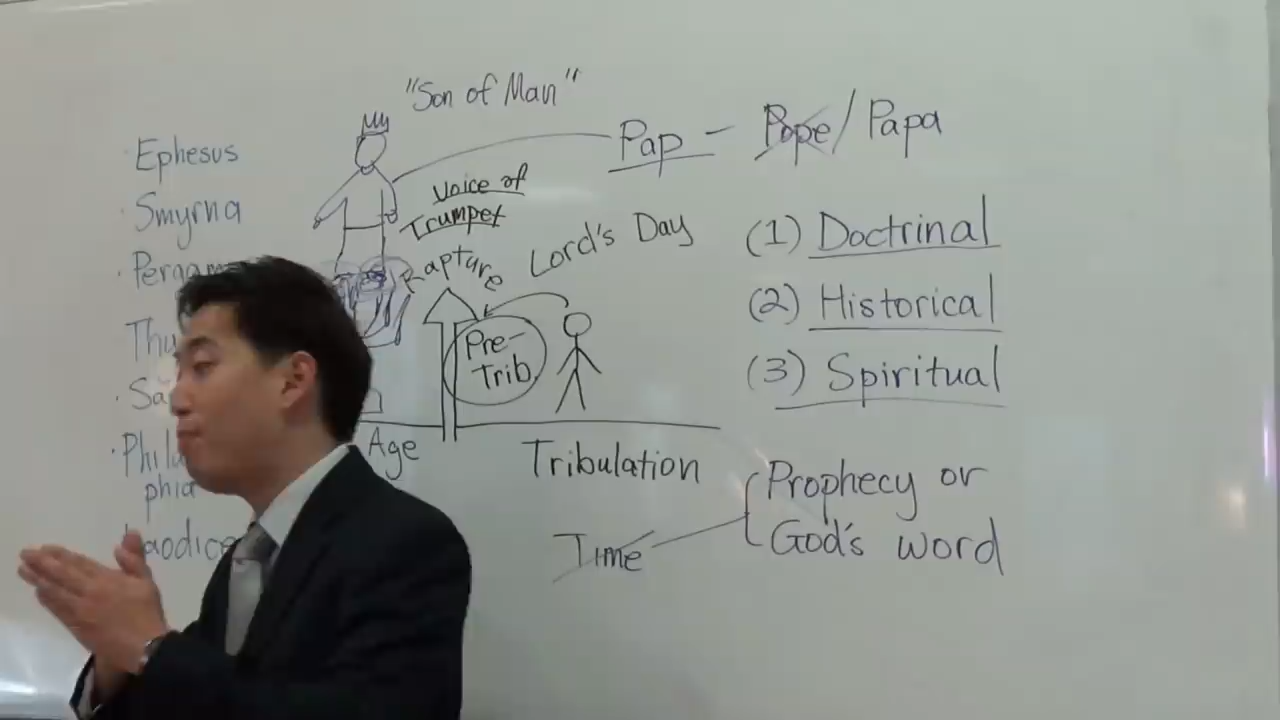 "Son of Man"
Pap - Pope / Papa
· Ephesus
· Smyrna
Voice of
Trumpet
Rapture
Lord's Day
(1) Doctrinal
(2) Historical
(3) Spiritual
Pre-
Trib
Age
Tribulation
phia
Time
Prophecy or
God's word